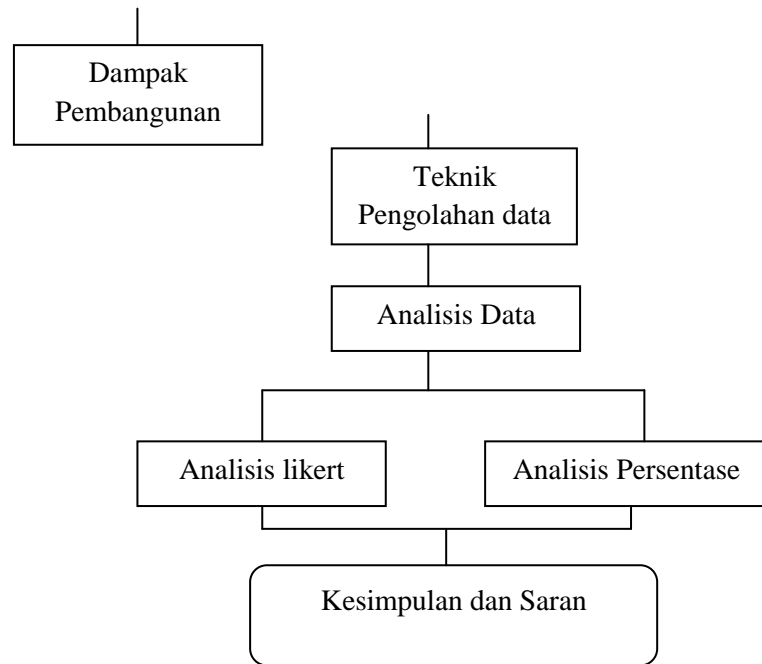 Dampak
Pembangunan
Teknik
Pengolahan data
Analisis Data
Analisis likert
Analisis Persentase
Kesimpulan dan Saran